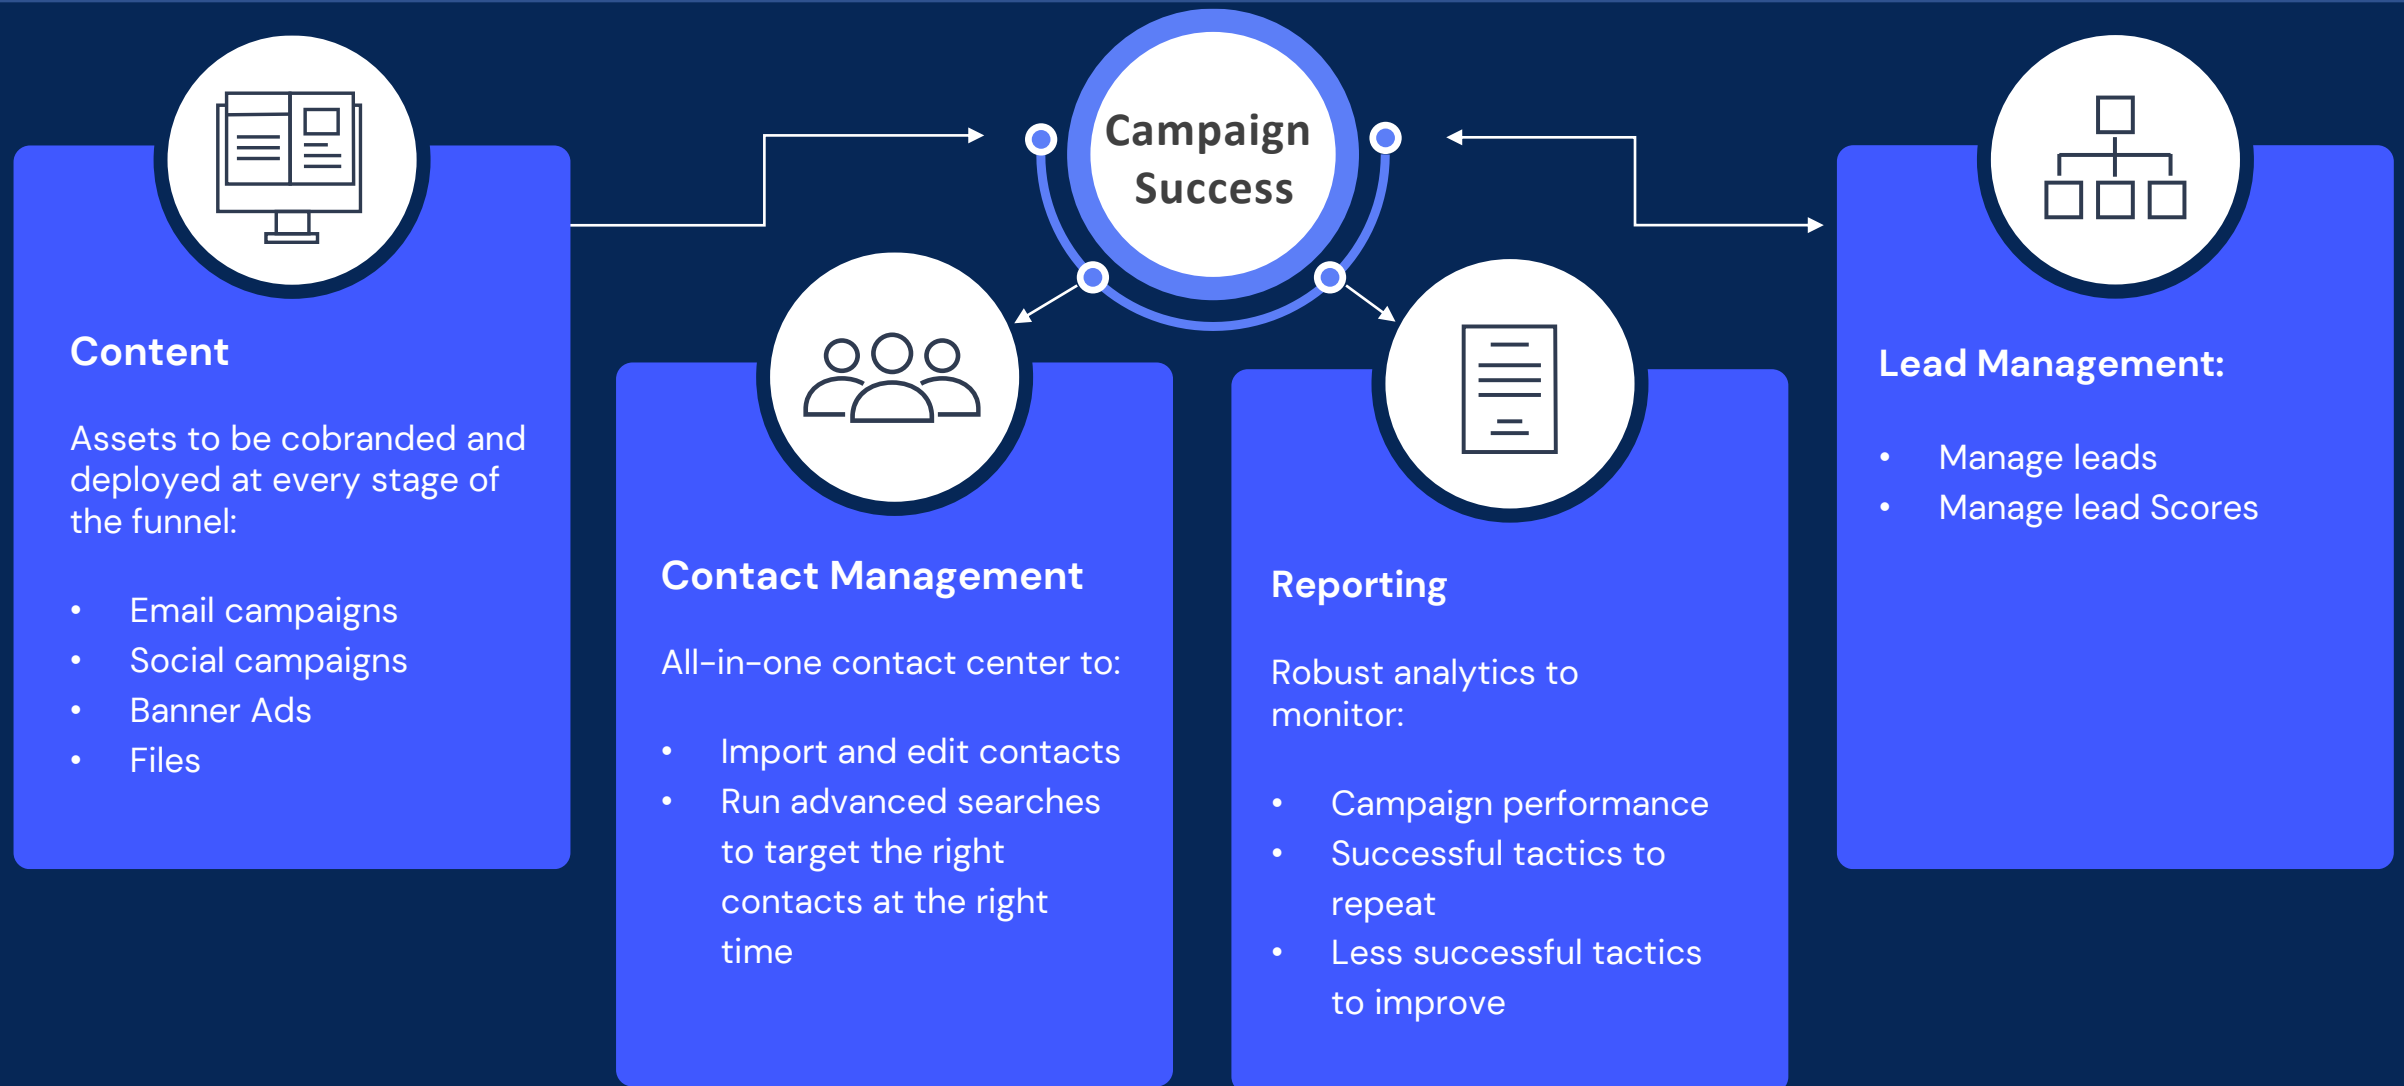 Campaign
Success
Content
Assets to be cobranded and
deployed at every stage of
the funnel:
• Email campaigns
• Social campaigns
• Banner Ads
• Files
Contact Management
All-in-one contact center to:
• Import and edit contacts
• Run advanced searches
to target the right
contacts at the right
time
Reporting
Robust analytics to
monitor:
• Campaign performance
• Successful tactics to
repeat
• Less successful tactics
to improve
Lead Management:
• Manage leads
• Manage lead Scores